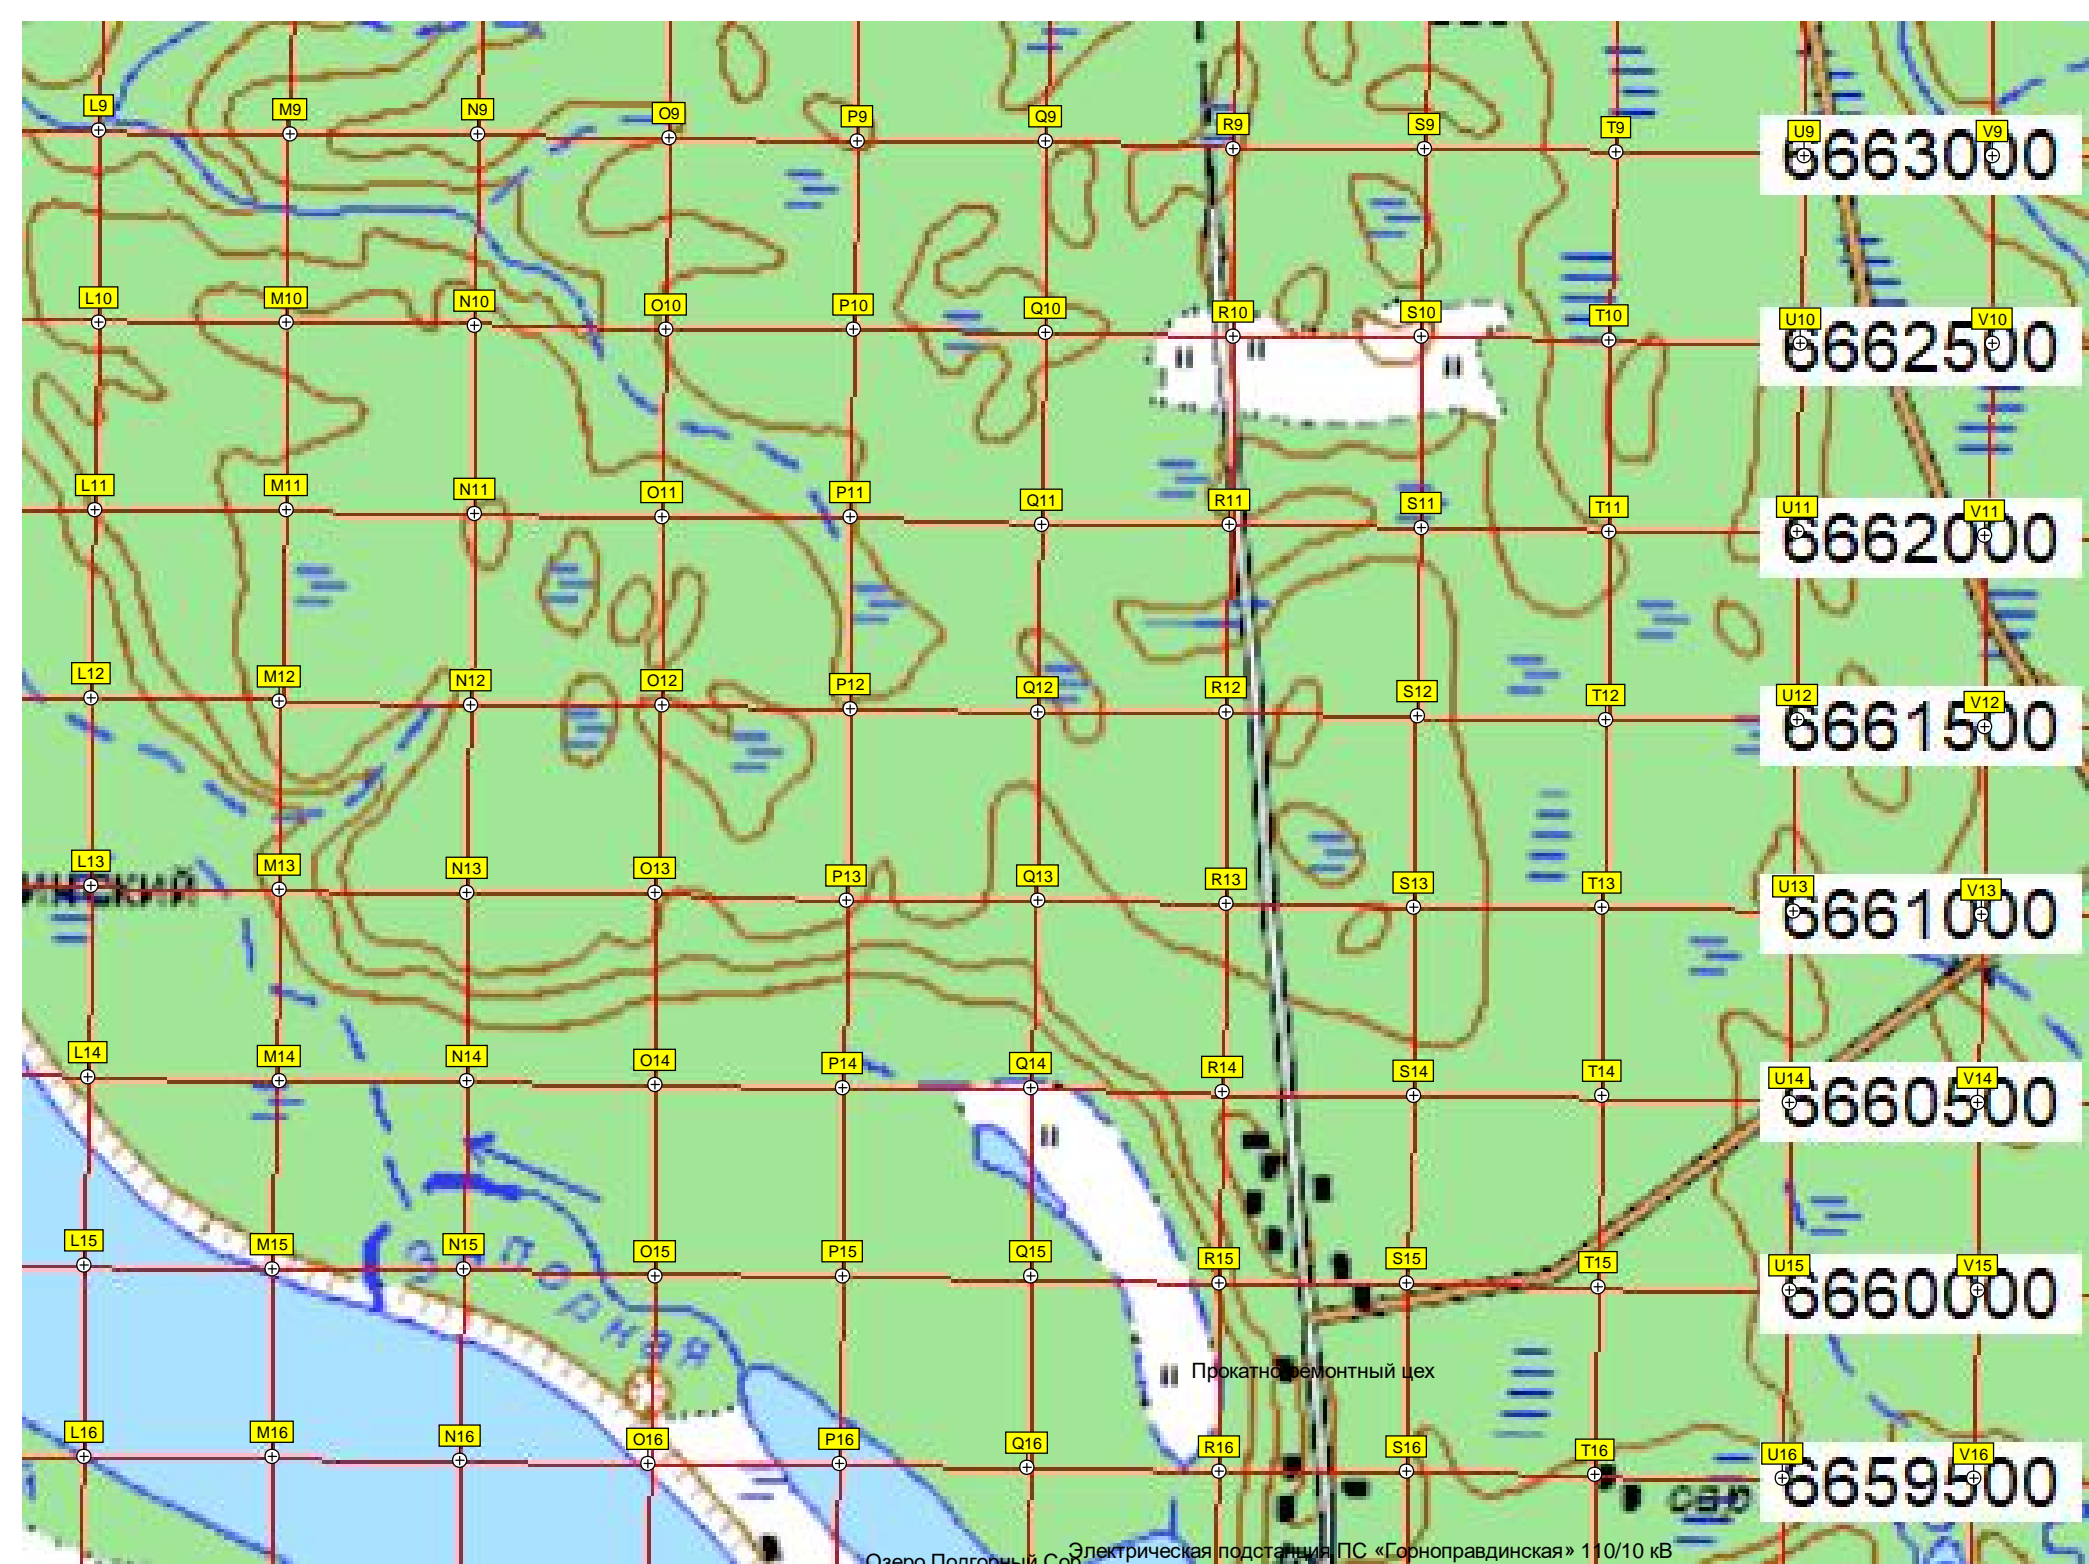 L9 M9 N9 O9 P9 Q9 R9 S9 T9 U9 V9
6663000
L10 M10 N10 O10 P10 Q10 R10 S10 T10 U10 V10
6662500
L11 M11 N11 O11 P11 Q11 R11 S11 T11 U11 V11
6662000
L12 M12 N12 O12 P12 Q12 R12 S12 T12 U12 V12
6661500
L13 M13 N13 O13 P13 Q13 R13 S13 T13 U13 V13
инский
6661000
L14 M14 N14 O14 P14 Q14 R14 S14 T14 U14 V14
6660500
L15 M15 N15 O15 P15 Q15 R15 S15 T15 U15 V15
6660000
Запорная
Прокатно-ремонтный цех
L16 M16 N16 O16 P16 Q16 R16 S16 T16 U16 V16
6659500
сар
Озеро Подгорный Сор
Электрическая подстанция ПС «Горноправдинская» 110/10 кВ